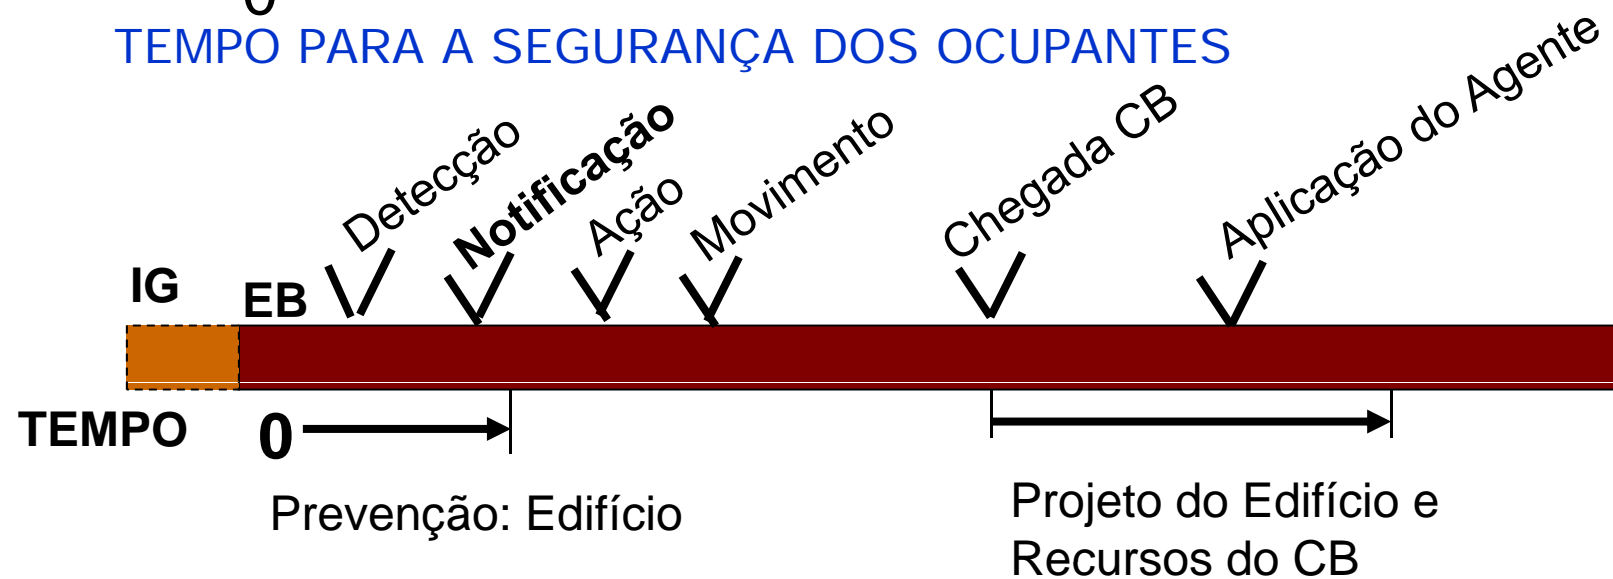 0
TEMPO PARA A SEGURANÇA DOS OCUPANTES
Detecção
Notificação
Ação
Movimento
Chegada CB
Aplicação do Agente
IG
EB
TEMPO
0
Prevenção: Edifício
Projeto do Edifício e
Recursos do CB